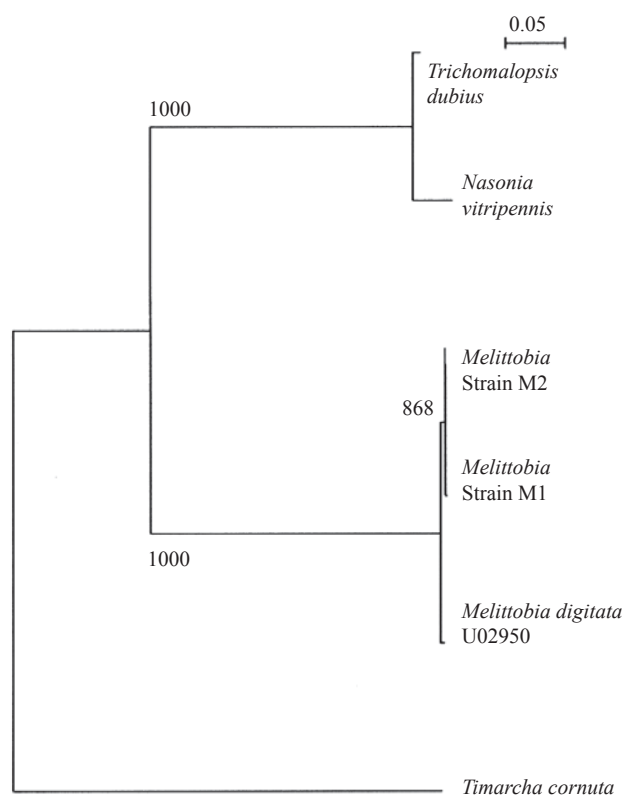 0.05
Trichomalopsis
dubius
1000
Nasonia
vitripennis
Melittobia
Strain M2
868
Melittobia
Strain M1
1000
Melittobia digitata
U02950
Timarcha cornuta